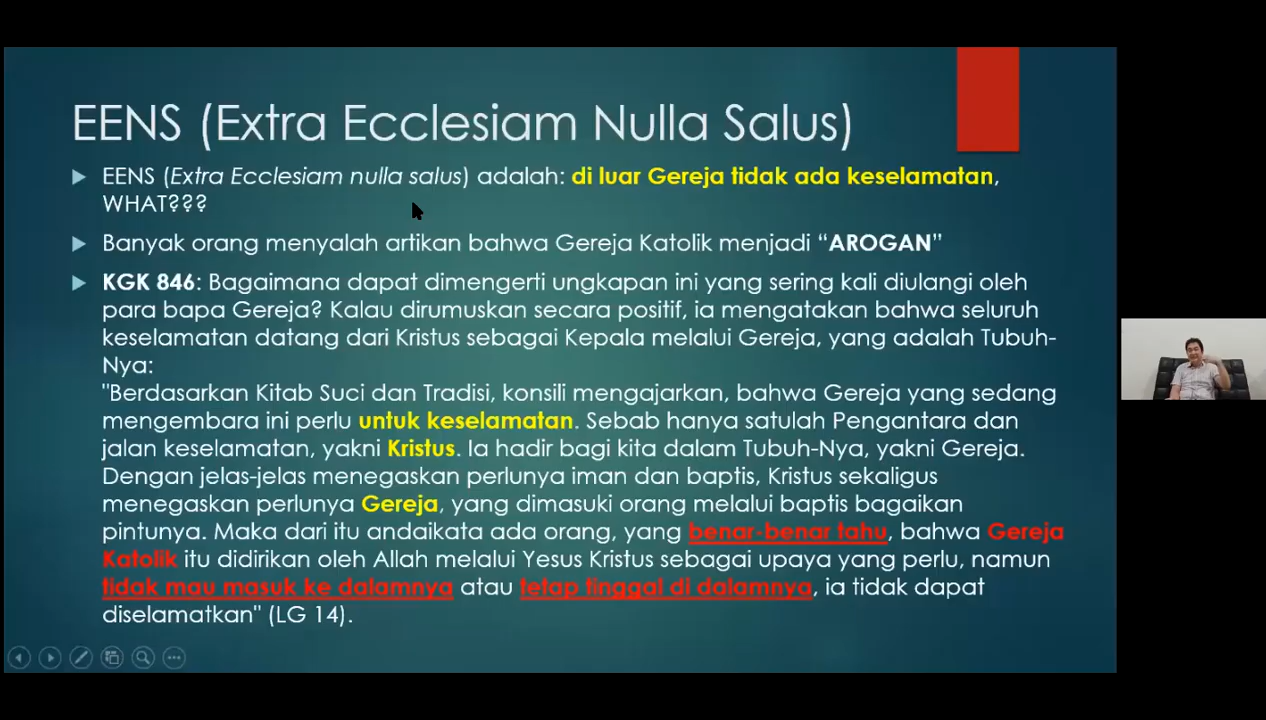 EENS (Extra Ecclesiam Nulla Salus)
EENS (Extra Ecclesiam nulla salus) adalah: di luar Gereja tidak ada keselamatan,
WHAT???
Banyak orang menyalah artikan bahwa Gereja Katolik menjadi “AROGAN”
KGK 846: Bagaimana dapat dimengerti ungkapan ini yang sering kali diulangi oleh
para bapa Gereja? Kalau dirumuskan secara positif, ia mengatakan bahwa seluruh
keselamatan datang dari Kristus sebagai Kepala melalui Gereja, yang adalah Tubuh-
Nya:
"Berdasarkan Kitab Suci dan Tradisi, konsili mengajarkan, bahwa Gereja yang sedang
mengembara ini perlu untuk keselamatan. Sebab hanya satulah Pengantara dan
jalan keselamatan, yakni Kristus. Ia hadir bagi kita dalam Tubuh-Nya, yakni Gereja.
Dengan jelas-jelas menegaskan perlunya iman dan baptis, Kristus sekaligus
menegaskan perlunya Gereja, yang dimasuki orang melalui baptis bagaikan
pintunya. Maka dari itu andaikata ada orang, yang benar-benar tahu, bahwa Gereja
Katolik itu didirikan oleh Allah melalui Yesus Kristus sebagai upaya yang perlu, namun
tidak mau masuk ke dalamnya atau tetap tinggal di dalamnya, ia tidak dapat
diselamatkan" (LG 14).